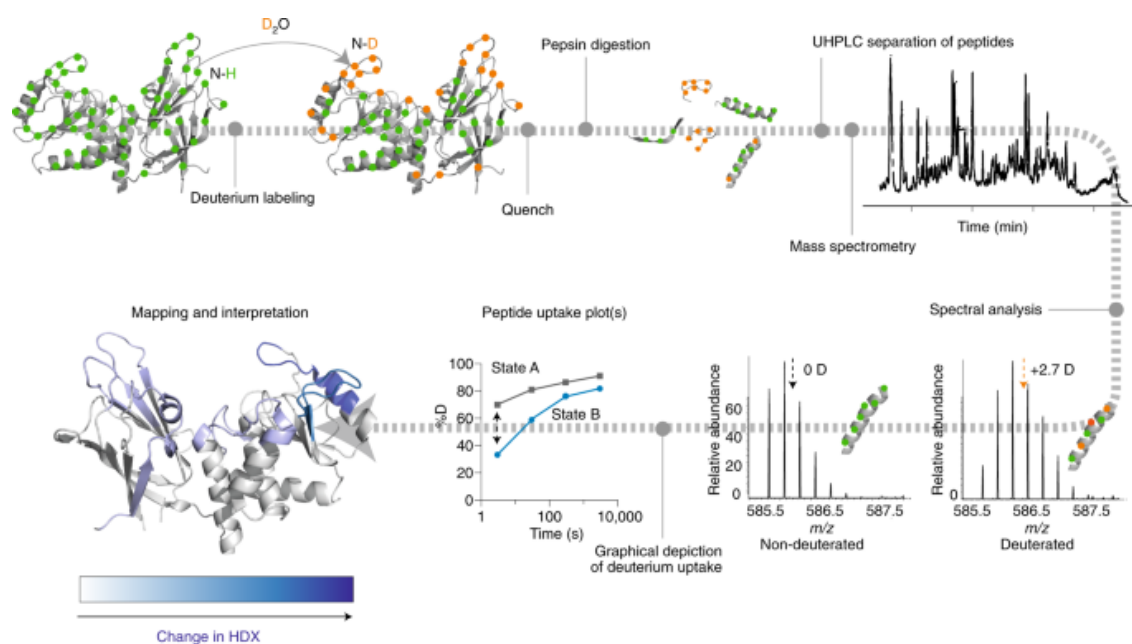 D₂O
N-H
N-D
Deuterium labeling
Quench
Pepsin digestion
UHPLC separation of peptides
Mass spectrometry
Time (min)
Spectral analysis
Mapping and interpretation
Change in HDX
Peptide uptake plot(s)
%D
100
80
60
40
20
0
State A
State B
1
3
300
10,000
Time (s)
Graphical depiction
of deuterium uptake
Relative abundance
60
40
20
0
0 D
585.5
586.5
587.5
m/z
Non-deuterated
Relative abundance
0
+2.7 D
585.5
586.5
587.5
m/z
Deuterated